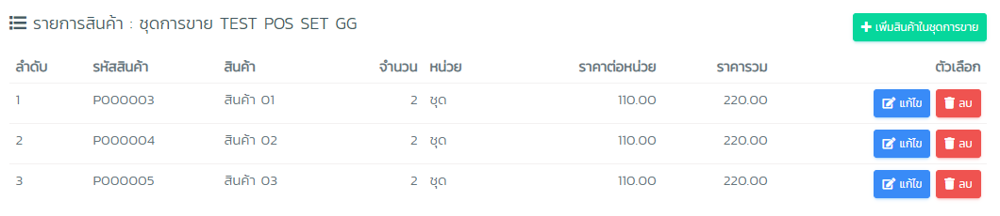 รายการสินค้า : ชุดการขาย TEST POS SET GG
เพิ่มสินค้าในชุดการขาย
ลำดับ รหัสสินค้า สินค้า จำนวน หน่วย ราคาต่อหน่วย ราคารวม ตัวเลือก
1 P000003 สินค้า 01 2 ชุด 110.00 220.00 แก้ไข ลบ
2 P000004 สินค้า 02 2 ชุด 110.00 220.00 แก้ไข ลบ
3 P000005 สินค้า 03 2 ชุด 110.00 220.00 แก้ไข ลบ